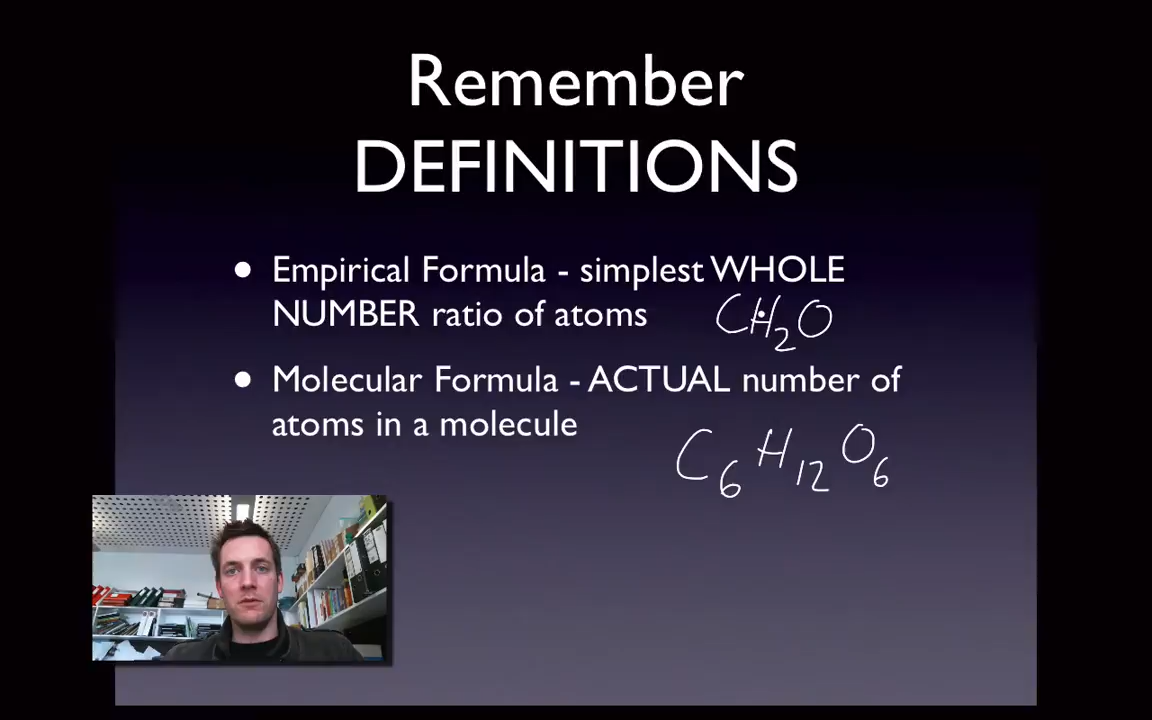 Remember
DEFINITIONS
• Empirical Formula - simplest WHOLE
NUMBER ratio of atoms
CH₂O
• Molecular Formula - ACTUAL number of
atoms in a molecule
C₆H₁₂O₆